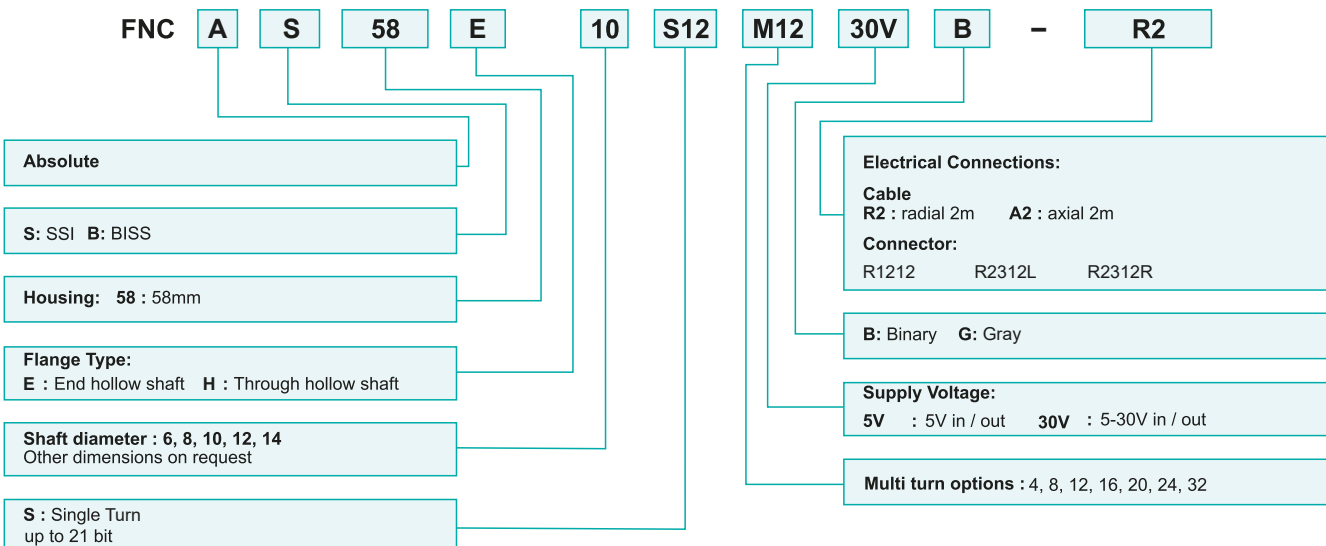 FNC A S 58 E 10 S12 M12 30V B – R2
Absolute
S: SSI B: BISS
Housing: 58 : 58mm
Flange Type:
E : End hollow shaft H : Through hollow shaft
Shaft diameter : 6, 8, 10, 12, 14
Other dimensions on request
S : Single Turn
up to 21 bit
Electrical Connections:
Cable
R2 : radial 2m A2 : axial 2m
Connector:
R1212 R2312L R2312R
B: Binary G: Gray
Supply Voltage:
5V : 5V in / out 30V : 5-30V in / out
Multi turn options : 4, 8, 12, 16, 20, 24, 32